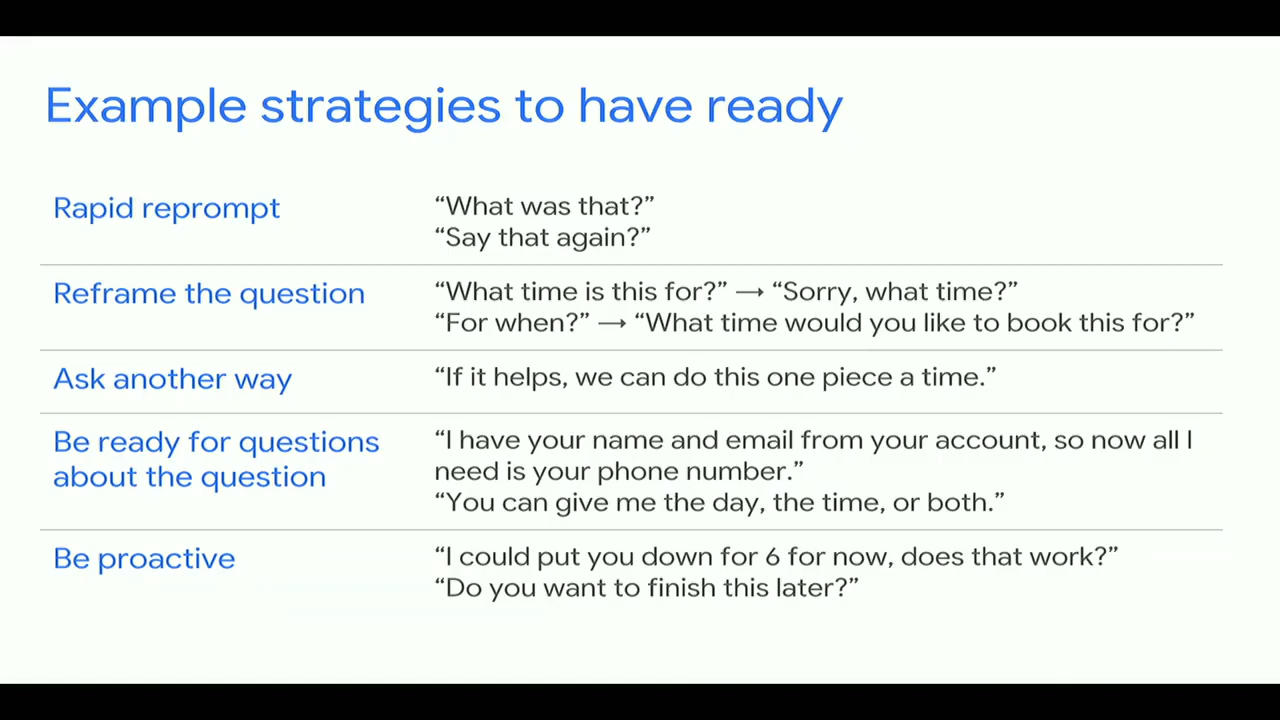 Example strategies to have ready
Rapid reprompt
“What was that?”
“Say that again?”
Reframe the question
“What time is this for?” → “Sorry, what time?”
“For when?” → “What time would you like to book this for?”
Ask another way
“If it helps, we can do this one piece a time.”
Be ready for questions
about the question
“I have your name and email from your account, so now all I
need is your phone number.”
“You can give me the day, the time, or both.”
Be proactive
“I could put you down for 6 for now, does that work?”
“Do you want to finish this later?”